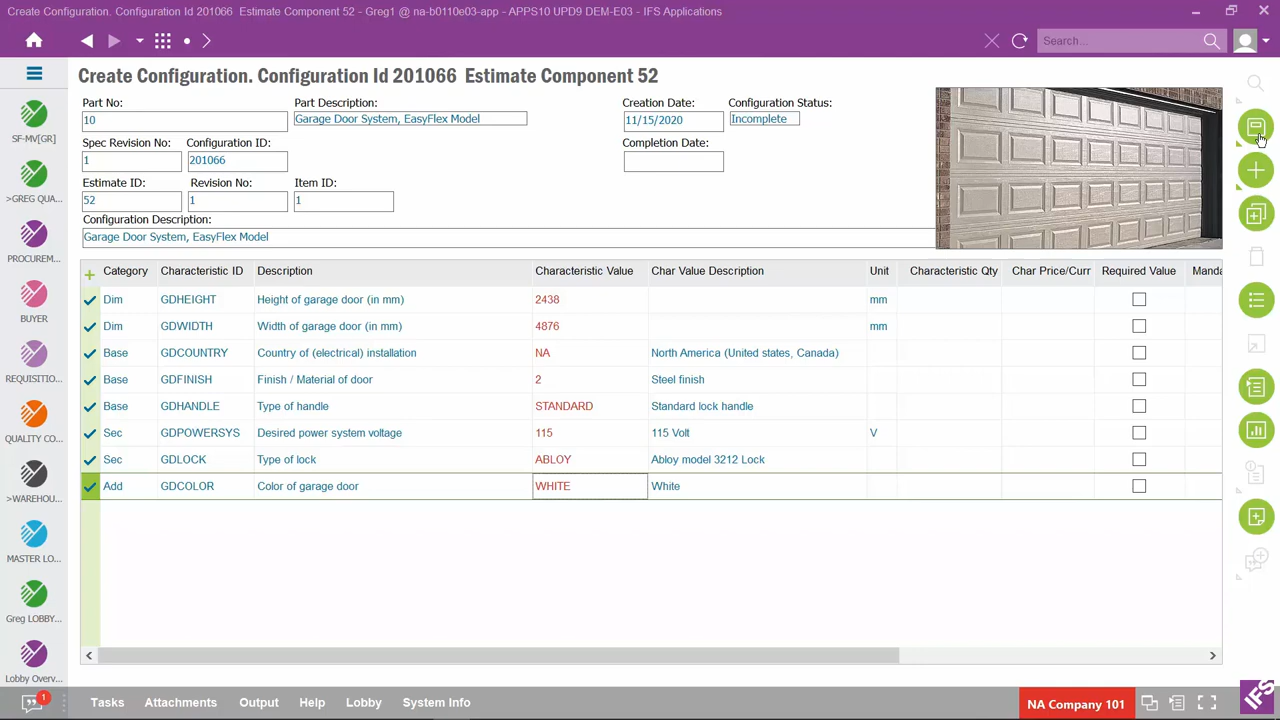 Create Configuration. Configuration Id 201066 Estimate Component 52 - Greg1 @ na-b0110e03-app - APPS10 UPD9 DEM-E03 - IFS Applications
Search...
Create Configuration. Configuration Id 201066 Estimate Component 52
Part No: Part Description: Creation Date: Configuration Status:
10 Garage Door System, EasyFlex Model 11/15/2020 Incomplete
Spec Revision No: Configuration ID: Completion Date:
1 201066
Estimate ID: Revision No: Item ID:
52 1 1
Configuration Description:
Garage Door System, EasyFlex Model
Category Characteristic ID Description Characteristic Value Char Value Description Unit Characteristic Qty Char Price/Curr Required Value Manda
Dim GDHEIGHT Height of garage door (in mm) 2438 mm
Dim GDWIDTH Width of garage door (in mm) 4876 mm
Base GDCOUNTRY Country of (electrical) installation NA North America (United states, Canada)
Base GDFINISH Finish / Material of door 2 Steel finish
Base GDHANDLE Type of handle STANDARD Standard lock handle
Sec GDPOWERSYS Desired power system voltage 115 115 Volt V
Sec GDLOCK Type of lock ABLOY Abloy model 3212 Lock
Add GDCOLOR Color of garage door WHITE White
SF-MV[GR]
>GREG QUA...
PROCUREM...
BUYER
REQUISITIO...
QUALITY CO...
>WAREHOU...
MASTER LO...
Greg LOBBY...
Lobby Overv...
1
Tasks Attachments Output Help Lobby System Info NA Company 101 IFS